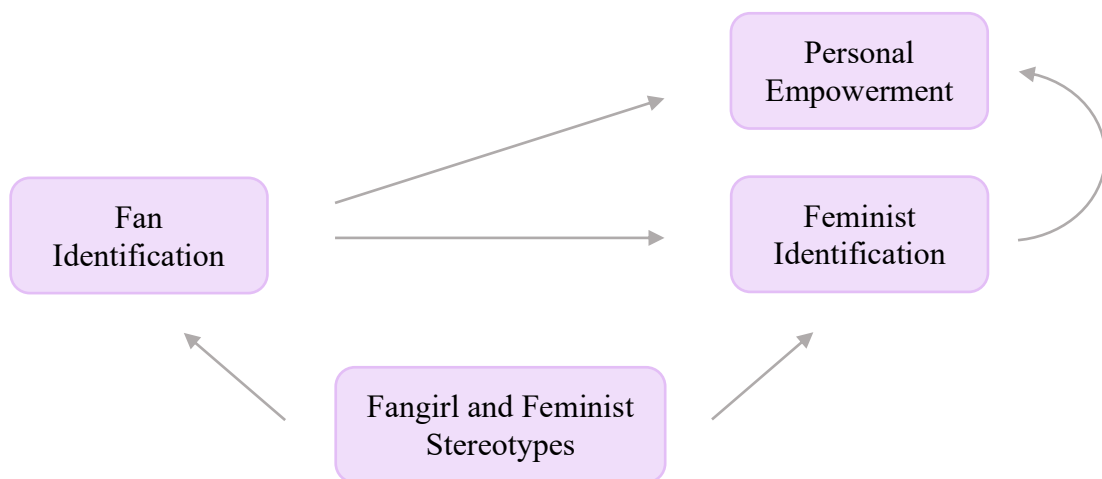 Personal
Empowerment
Fan
Identification
Feminist
Identification
Fangirl and Feminist
Stereotypes